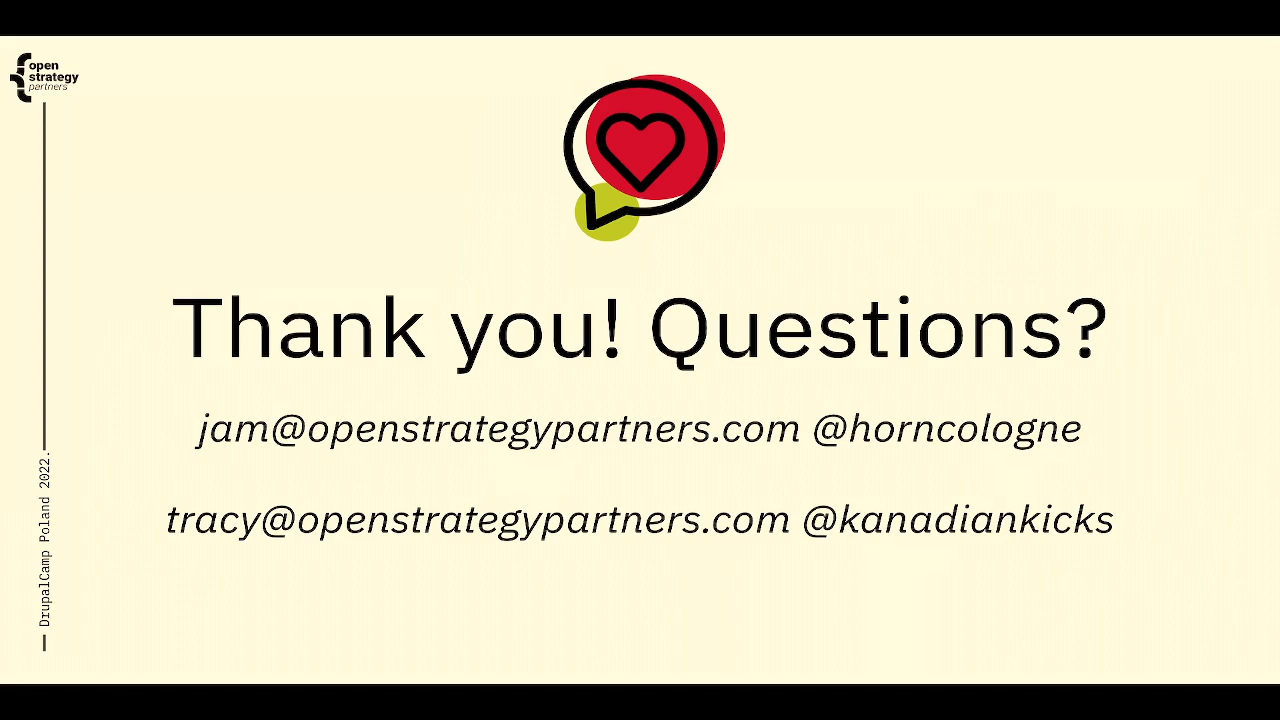 open
strategy
partners
Thank you! Questions?
jam@openstrategypartners.com @horncologne
tracy@openstrategypartners.com @kanadiankicks
DrupalCamp Poland 2022.